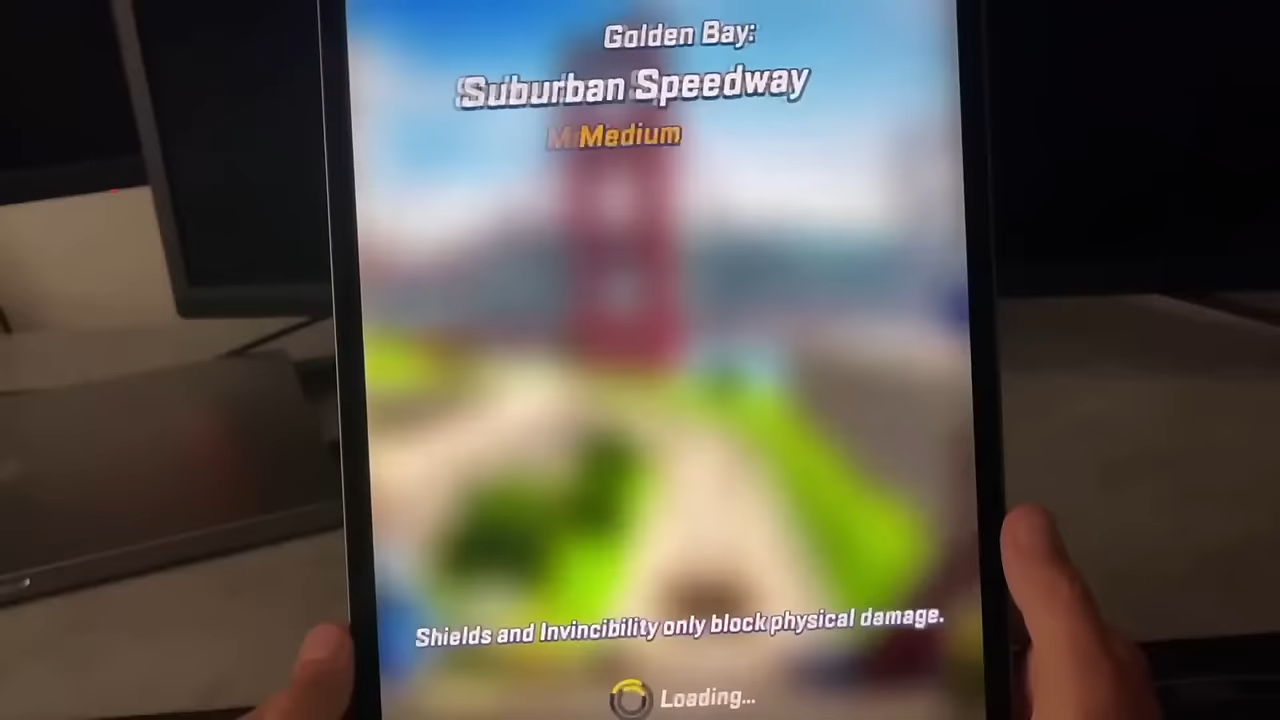 Golden Bay:
Suburban Speedway
Medium
Shields and Invincibility only block physical damage.
Loading...